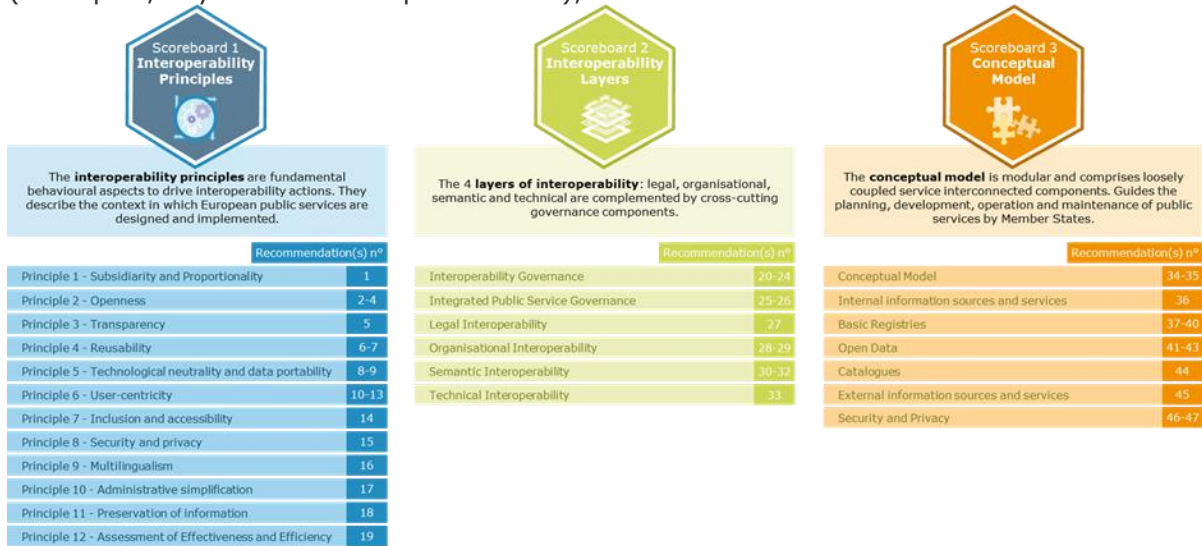 Scoreboard 1
Interoperability
Principles
The interoperability principles are fundamental
behavioural aspects to drive interoperability actions. They
describe the context in which European public services are
designed and implemented.
Recommendation(s) nº
Principle 1 - Subsidiarity and Proportionality 1
Principle 2 - Openness 2-4
Principle 3 - Transparency 5
Principle 4 - Reusability 6-7
Principle 5 - Technological neutrality and data portability 8-9
Principle 6 - User-centricity 10-13
Principle 7 - Inclusion and accessibility 14
Principle 8 - Security and privacy 15
Principle 9 - Multilingualism 16
Principle 10 - Administrative simplification 17
Principle 11 - Preservation of information 18
Principle 12 - Assessment of Effectiveness and Efficiency 19
Scoreboard 2
Interoperability
Layers
The 4 layers of interoperability: legal, organisational,
semantic and technical are complemented by cross-cutting
governance components.
Recommendation(s) nº
Interoperability Governance 20-24
Integrated Public Service Governance 25-26
Legal Interoperability 27
Organisational Interoperability 28-29
Semantic Interoperability 30-32
Technical Interoperability 33
Scoreboard 3
Conceptual
Model
The conceptual model is modular and comprises loosely
coupled service interconnected components. Guides the
planning, development, operation and maintenance of public
services by Member States.
Recommendation(s) nº
Conceptual Model 34-35
Internal information sources and services 36
Basic Registries 37-40
Open Data 41-43
Catalogues 44
External information sources and services 45
Security and Privacy 46-47